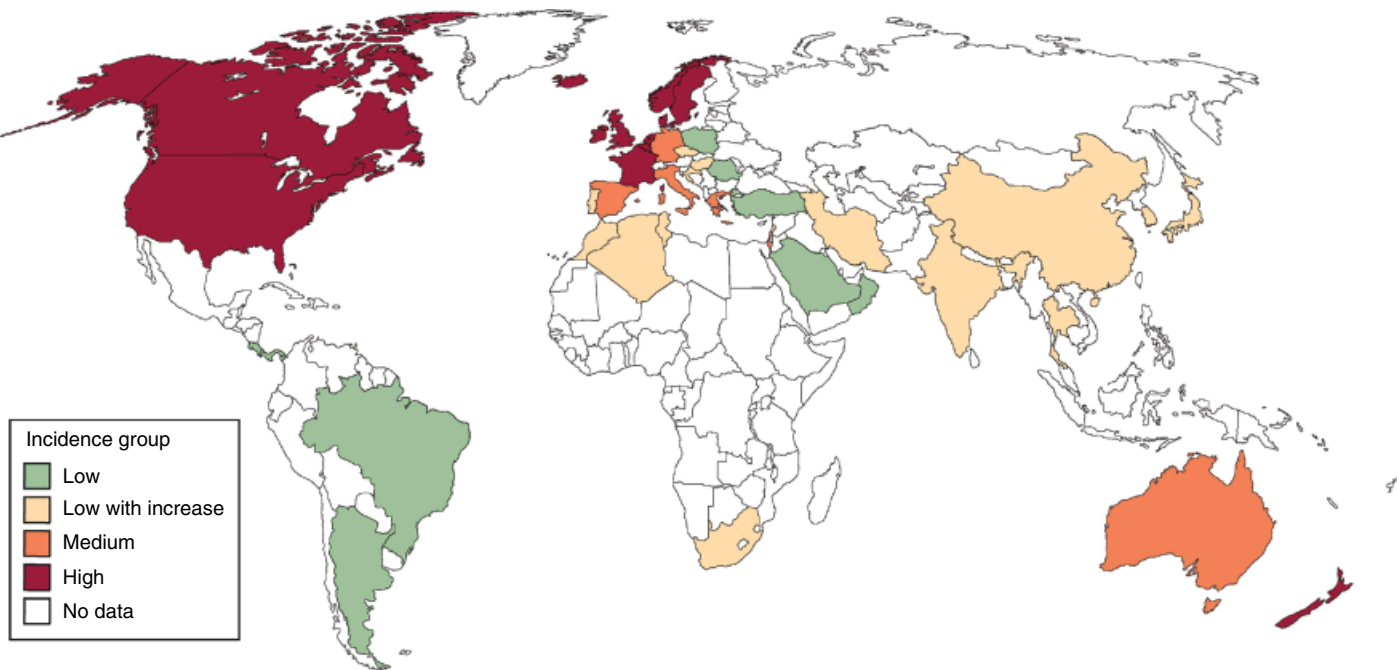 Incidence group
Low
Low with increase
Medium
High
No data